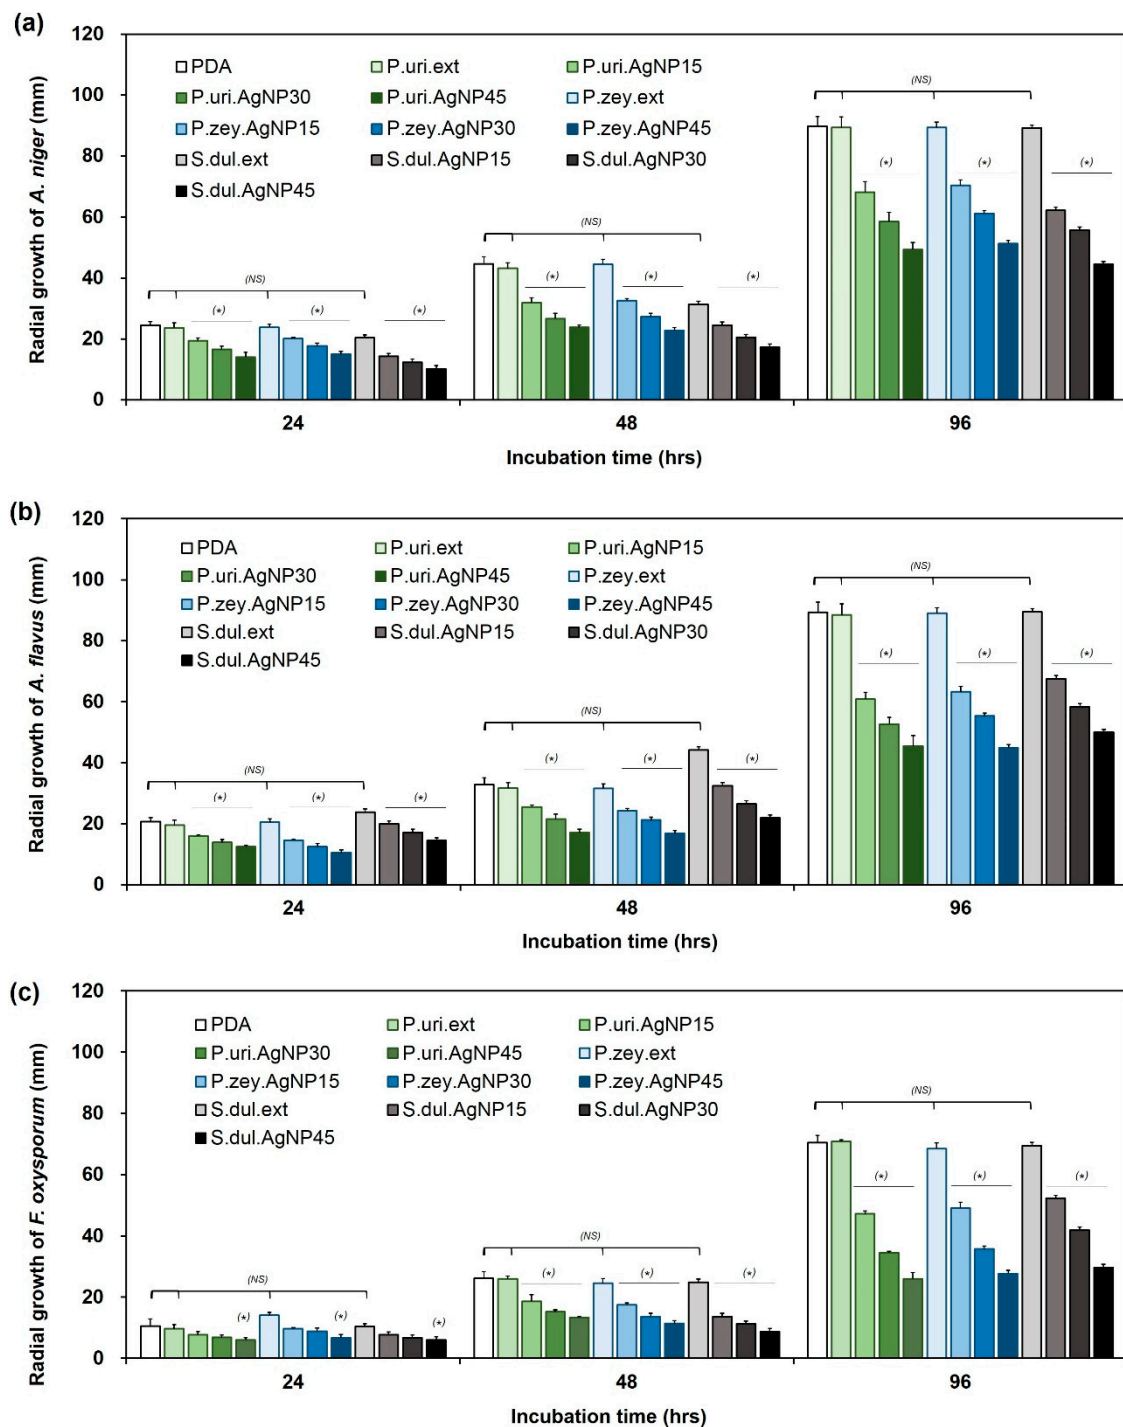 (a)
Radial growth of A. niger (mm)
120
100
80
60
40
20
0
PDA P.uri.ext P.uri.AgNP15
P.uri.AgNP30 P.uri.AgNP45 P.zey.ext
P.zey.AgNP15 P.zey.AgNP30 P.zey.AgNP45
S.dul.ext S.dul.AgNP15 S.dul.AgNP30
S.dul.AgNP45
(NS)
(*) (*) (*)
(NS)
(*) (*) (*)
(NS)
(*) (*) (*)
24 48 96
Incubation time (hrs)
(b)
Radial growth of A. flavus (mm)
120
100
80
60
40
20
0
PDA P.uri.ext P.uri.AgNP15
P.uri.AgNP30 P.uri.AgNP45 P.zey.ext
P.zey.AgNP15 P.zey.AgNP30 P.zey.AgNP45
S.dul.ext S.dul.AgNP15 S.dul.AgNP30
S.dul.AgNP45
(NS)
(*) (*) (*)
(NS)
(*) (*) (*)
(NS)
(*) (*) (*)
24 48 96
Incubation time (hrs)
(c)
Radial growth of F. oxysporum (mm)
120
100
80
60
40
20
0
PDA P.uri.ext P.uri.AgNP15
P.uri.AgNP30 P.uri.AgNP45 P.zey.ext
P.zey.AgNP15 P.zey.AgNP30 P.zey.AgNP45
S.dul.ext S.dul.AgNP15 S.dul.AgNP30
S.dul.AgNP45
(NS)
(*) (*) (*)
(NS)
(*) (*) (*)
(NS)
(*) (*) (*)
24 48 96
Incubation time (hrs)